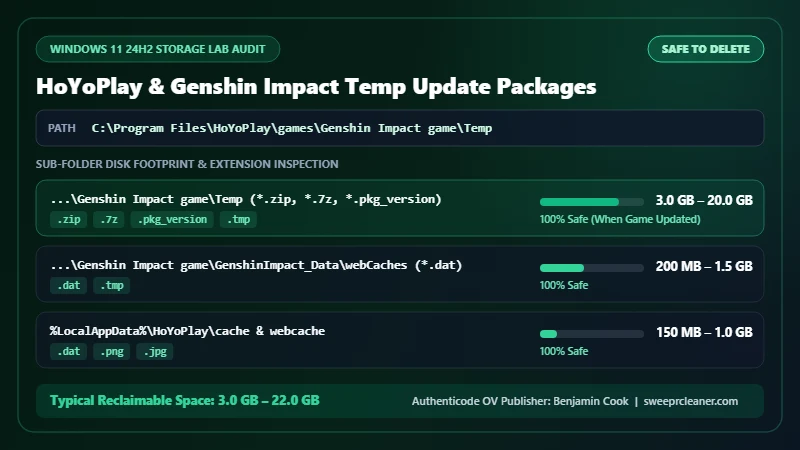 WINDOWS 11 24H2 STORAGE LAB AUDIT
SAFE TO DELETE
HoYoPlay & Genshin Impact Temp Update Packages
PATH C:\Program Files\HoYoPlay\games\Genshin Impact game\Temp
SUB-FOLDER DISK FOOTPRINT & EXTENSION INSPECTION
...\Genshin Impact game\Temp (*.zip, *.7z, *.pkg_version) 3.0 GB – 20.0 GB
.zip .7z .pkg_version .tmp 100% Safe (When Game Updated)
...\Genshin Impact game\GenshinImpact_Data\webCaches (*.dat) 200 MB – 1.5 GB
.dat .tmp 100% Safe
%LocalAppData%\HoYoPlay\cache & webcache 150 MB – 1.0 GB
.dat .png .jpg 100% Safe
Typical Reclaimable Space: 3.0 GB – 22.0 GB Authenticode OV Publisher: Benjamin Cook | sweeprcleaner.com